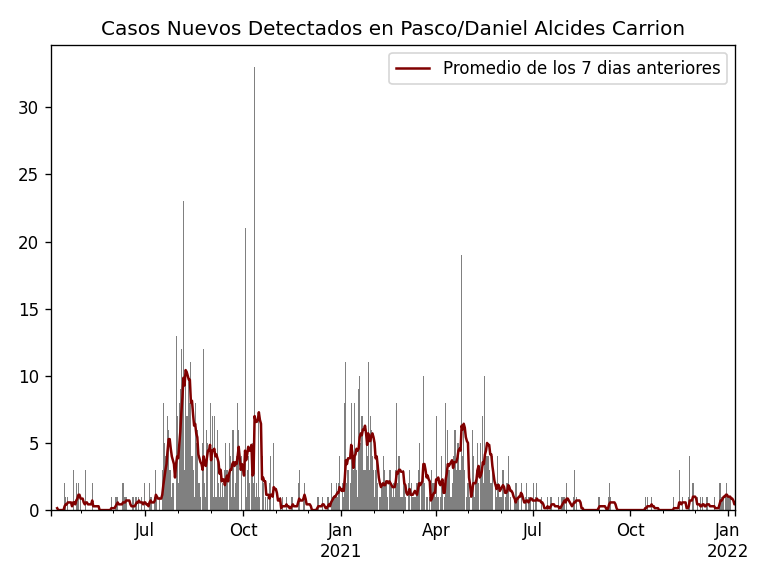 Casos Nuevos Detectados en Pasco/Daniel Alcides Carrion
Promedio de los 7 dias anteriores
30
25
20
15
10
5
0
Jul Oct Jan Apr Jul Oct Jan
2021 2022